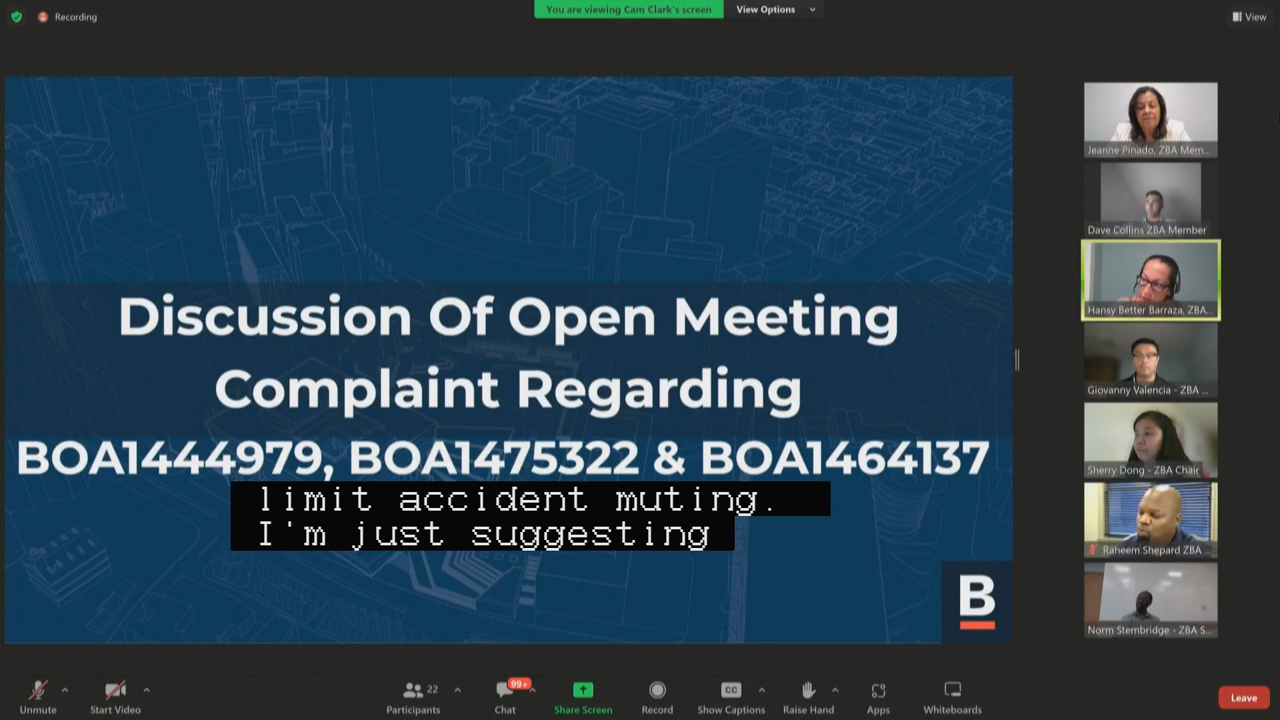 Recording
You are viewing Cam Clark's screen
View Options
View
Discussion Of Open Meeting
Complaint Regarding
BOA1444979, BOA1475322 & BOA1464137
limit accident muting.
I'm just suggesting
B
Jeanne Pinado, ZBA Mem...
Dave Collins ZBA Member
Hansy Better Barraza, ZBA...
Giovanny Valencia - ZBA ...
Sherry Dong - ZBA Chair
Raheem Shepard ZBA ...
Norm Stembridge - ZBA S...
Unmute
Start Video
22
Participants
99+
Chat
Share Screen
Record
CC
Show Captions
Raise Hand
Apps
Whiteboards
Leave